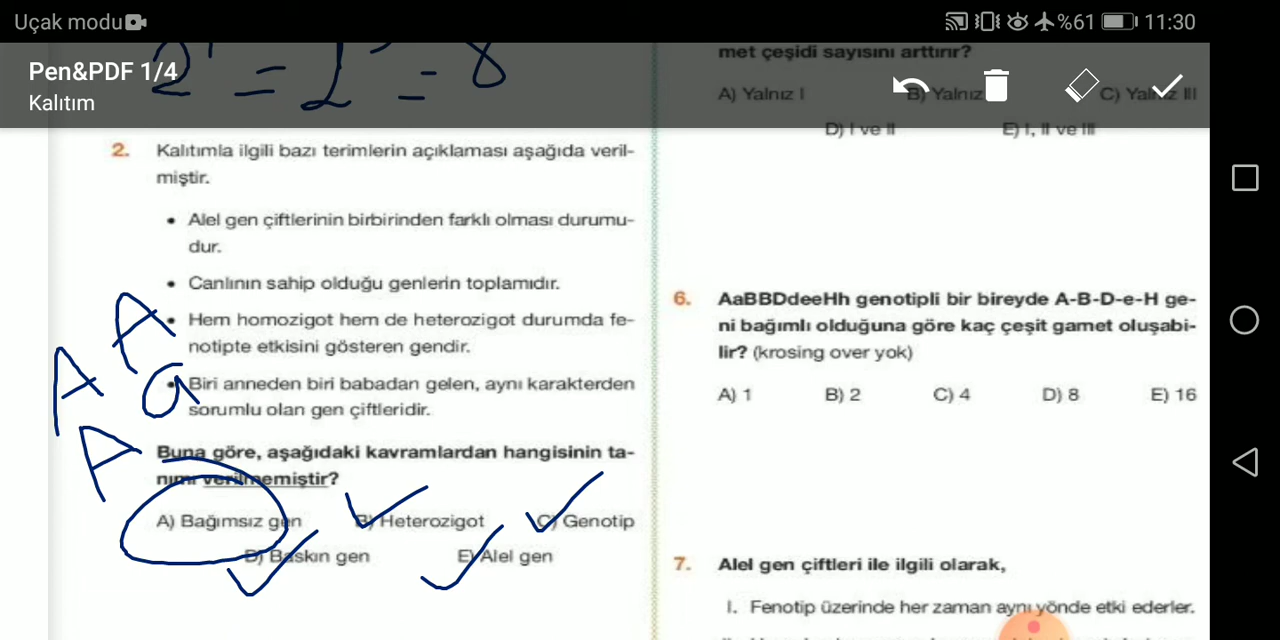 Uçak modu
%61 11:30
Pen&PDF 1/4
Kalıtım
= 2 = 8
2. Kalıtımla ilgili bazı terimlerin açıklaması aşağıda veril-
miştir.
• Alel gen çiftlerinin birbirinden farklı olması durumu-
dur.
• Canlının sahip olduğu genlerin toplamıdır.
• Hem homozigot hem de heterozigot durumda fe-
notipte etkisini gösteren gendir.
• Biri anneden biri babadan gelen, aynı karakterden
sorumlu olan gen çiftleridir.
A
A
a
A
Buna göre, aşağıdaki kavramlardan hangisinin ta-
nımı verilmemiştir?
A) Bağımsız gen B) Heterozigot C) Genotip
D) Baskın gen E) Alel gen
met çeşidi sayısını arttırır?
A) Yalnız I B) Yalnız C) Yalnız III
D) I ve II E) I, II ve III
6. AaBBDdeeHh genotipli bir bireyde A-B-D-e-H ge-
ni bağımlı olduğuna göre kaç çeşit gamet oluşabi-
lir? (krosing over yok)
A) 1 B) 2 C) 4 D) 8 E) 16
7. Alel gen çiftleri ile ilgili olarak,
I. Fenotip üzerinde her zaman aynı yönde etki ederler.